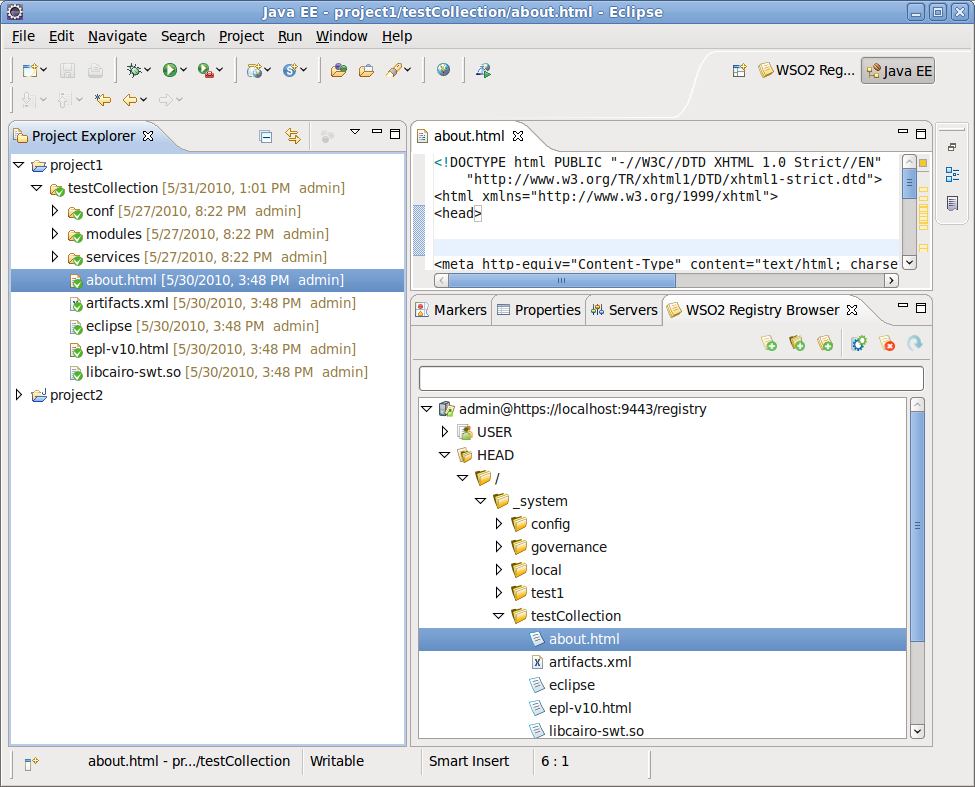 Java EE - project1/testCollection/about.html - Eclipse
File Edit Navigate Search Project Run Window Help
WSO2 Reg... Java EE
Project Explorer
project1
testCollection [5/31/2010, 1:01 PM admin]
conf [5/27/2010, 8:22 PM admin]
modules [5/27/2010, 8:22 PM admin]
services [5/27/2010, 8:22 PM admin]
about.html [5/30/2010, 3:48 PM admin]
artifacts.xml [5/30/2010, 3:48 PM admin]
eclipse [5/30/2010, 3:48 PM admin]
epl-v10.html [5/30/2010, 3:48 PM admin]
libcairo-swt.so [5/30/2010, 3:48 PM admin]
project2
about.html
<!DOCTYPE html PUBLIC "-//W3C//DTD XHTML 1.0 Strict//EN"
"http://www.w3.org/TR/xhtml1/DTD/xhtml1-strict.dtd">
<html xmlns="http://www.w3.org/1999/xhtml">
<head>
<meta http-equiv="Content-Type" content="text/html; charse
Markers Properties Servers WSO2 Registry Browser
admin@https://localhost:9443/registry
USER
HEAD
/
_system
config
governance
local
test1
testCollection
about.html
artifacts.xml
eclipse
epl-v10.html
libcairo-swt.so
about.html - pr.../testCollection Writable Smart Insert 6 : 1